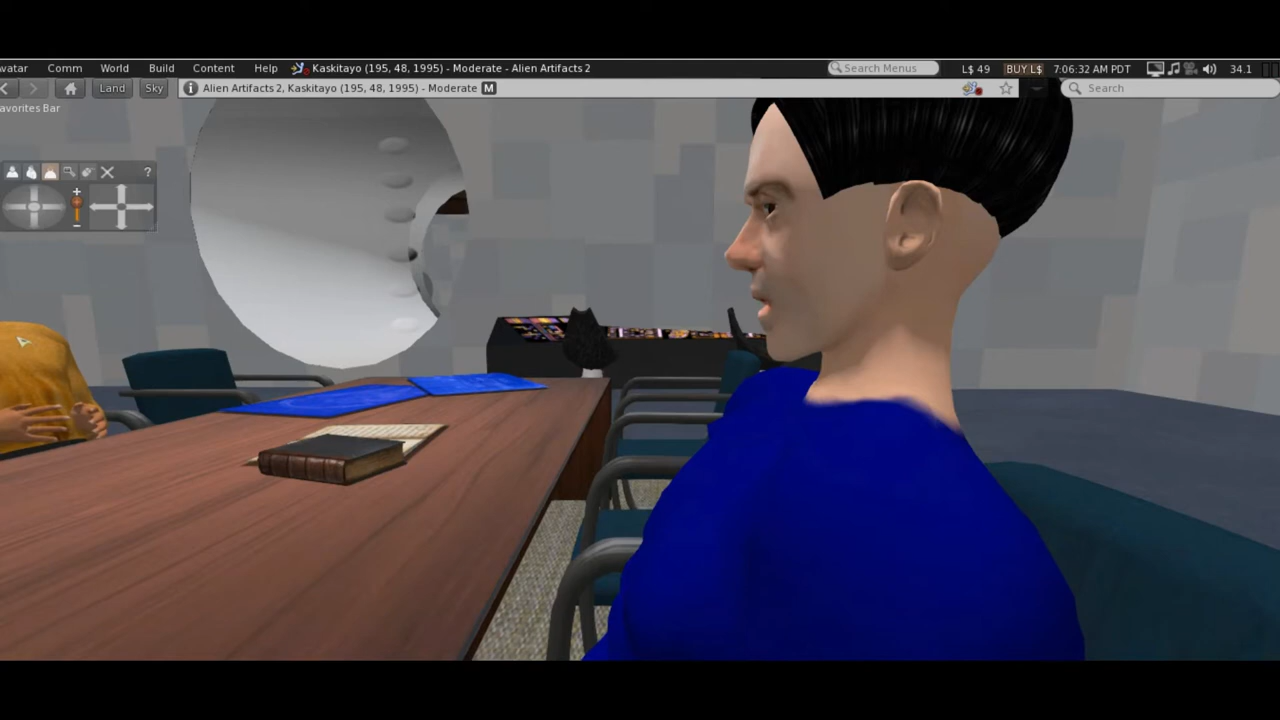 vatar Comm World Build Content Help Kaskitayo (195, 48, 1995) - Moderate - Alien Artifacts 2 Search Menus L$ 49 BUY L$ 7:06:32 AM PDT 34.1
Land Sky Alien Artifacts 2, Kaskitayo (195, 48, 1995) - Moderate M Search
avorites Bar
?